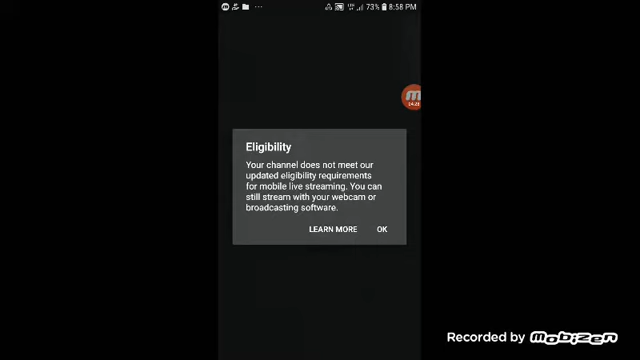 73% 8:58 PM
Eligibility
Your channel does not meet our
updated eligibility requirements
for mobile live streaming. You can
still stream with your webcam or
broadcasting software.
LEARN MORE OK
Recorded by mobizen